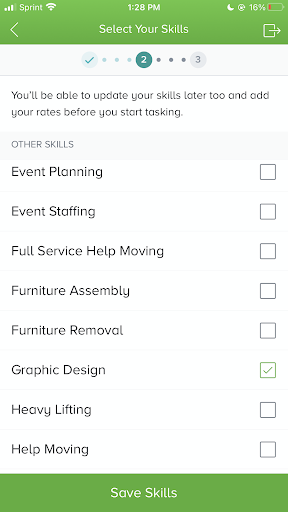 Sprint
1:28 PM
16%
Select Your Skills
2
3
You'll be able to update your skills later too and add
your rates before you start tasking.
OTHER SKILLS
Event Planning
Event Staffing
Full Service Help Moving
Furniture Assembly
Furniture Removal
Graphic Design
Heavy Lifting
Help Moving
Save Skills